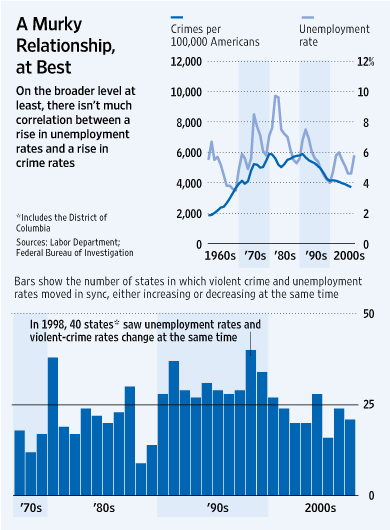 A Murky
Relationship,
at Best
On the broader level at
least, there isn't much
correlation between a
rise in unemployment
rates and a rise in
crime rates
*Includes the District of
Columbia
Sources: Labor Department;
Federal Bureau of Investigation
Crimes per
100,000 Americans
Unemployment
rate
12,000 12%
10,000 10
8,000 8
6,000 6
4,000 4
2,000 2
0 0
1960s '70s '80s '90s 2000s
Bars show the number of states in which violent crime and unemployment
rates moved in sync, either increasing or decreasing at the same time
50
In 1998, 40 states* saw unemployment rates and
violent-crime rates change at the same time
25
0
'70s '80s '90s 2000s